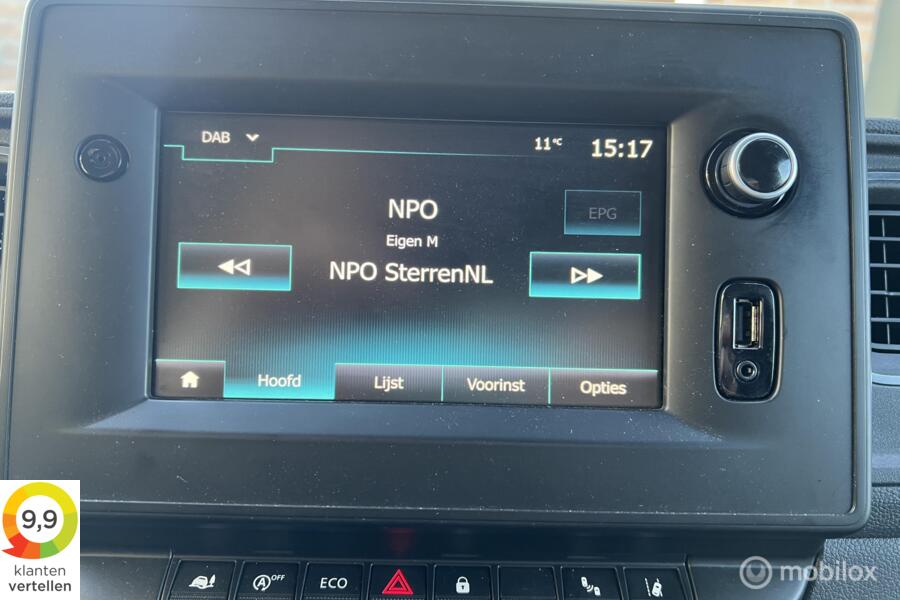 DAB
11°C
15:17
NPO
EPG
Eigen M
NPO SterrenNL
Hoofd
Lijst
Voorinst
Opties
OFF
ECO
9,9
klanten
vertellen
mobilox